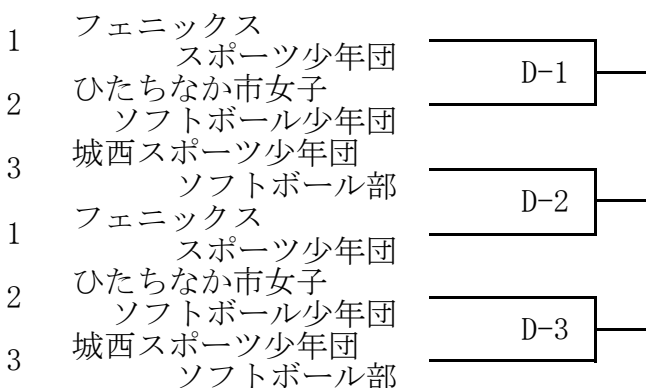 1 フェニックス
スポーツ少年団
D-1
2 ひたちなか市女子
ソフトボール少年団
3 城西スポーツ少年団
ソフトボール部
D-2
1 フェニックス
スポーツ少年団
2 ひたちなか市女子
ソフトボール少年団
D-3
3 城西スポーツ少年団
ソフトボール部